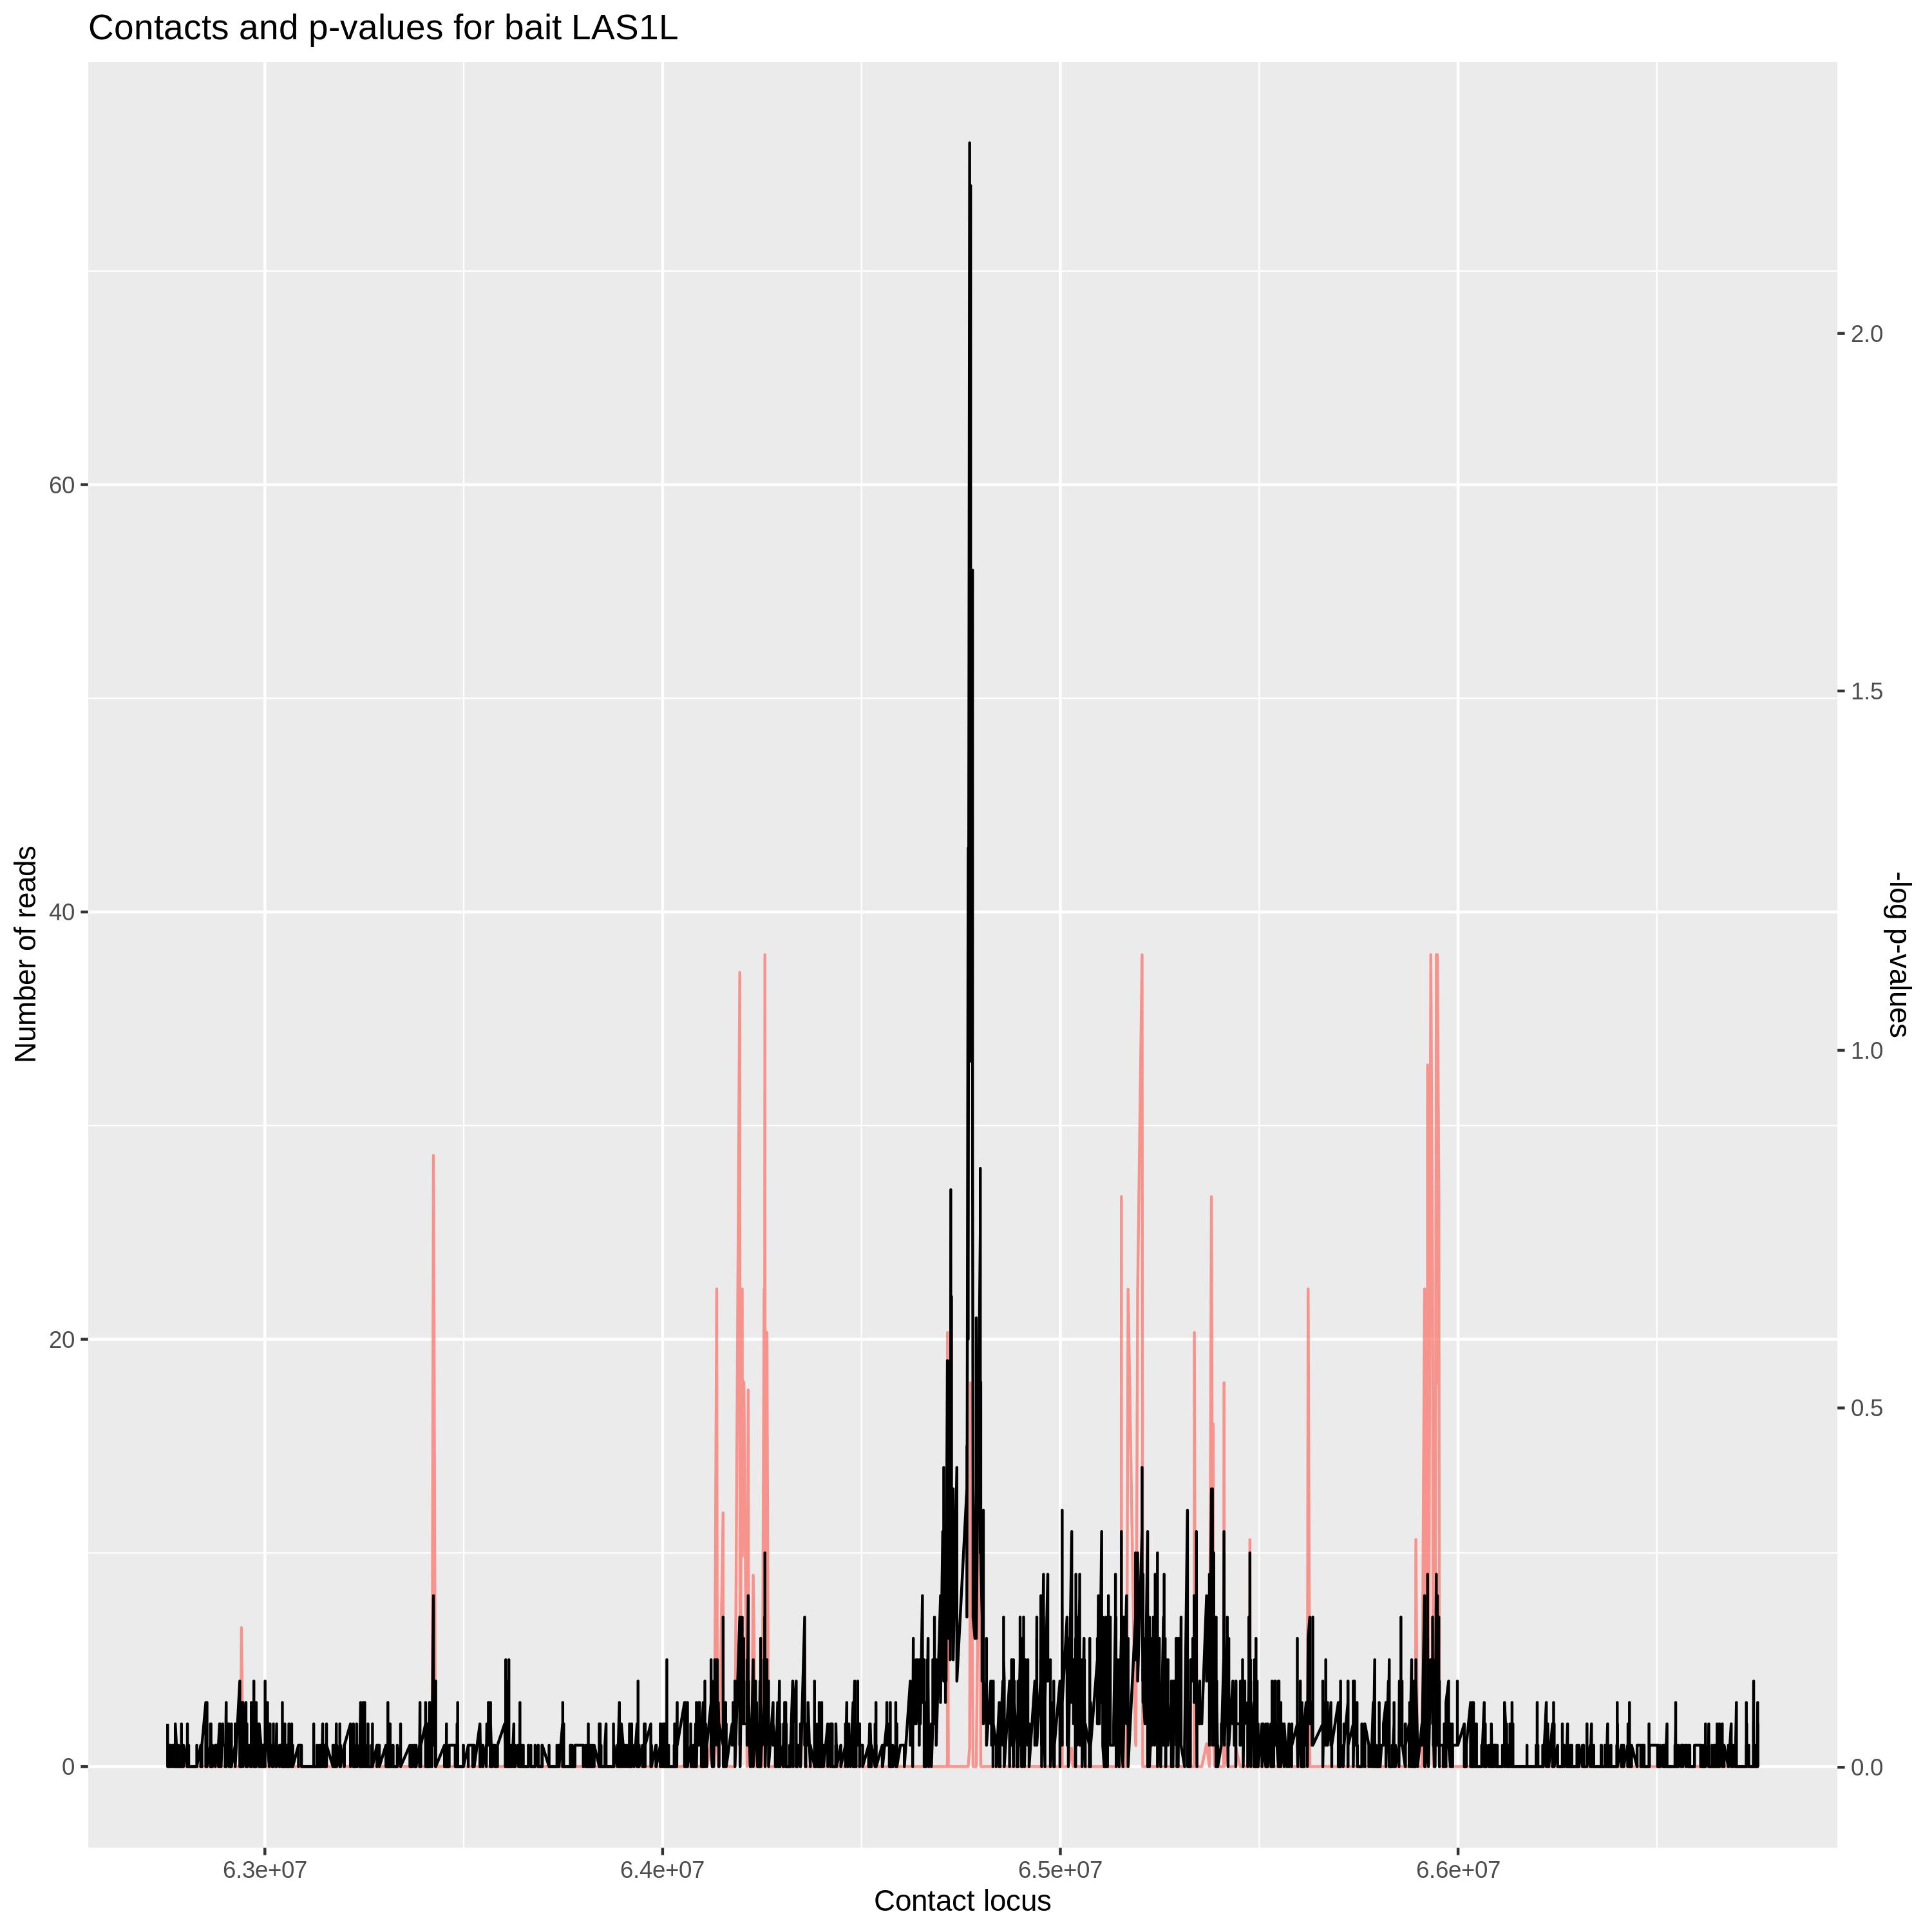 Contacts and p-values for bait LAS1L
Number of reads
60
40
20
0
2.0
1.5
1.0
0.5
0.0
-log p-values
6.3e+07
6.4e+07
6.5e+07
6.6e+07
Contact locus